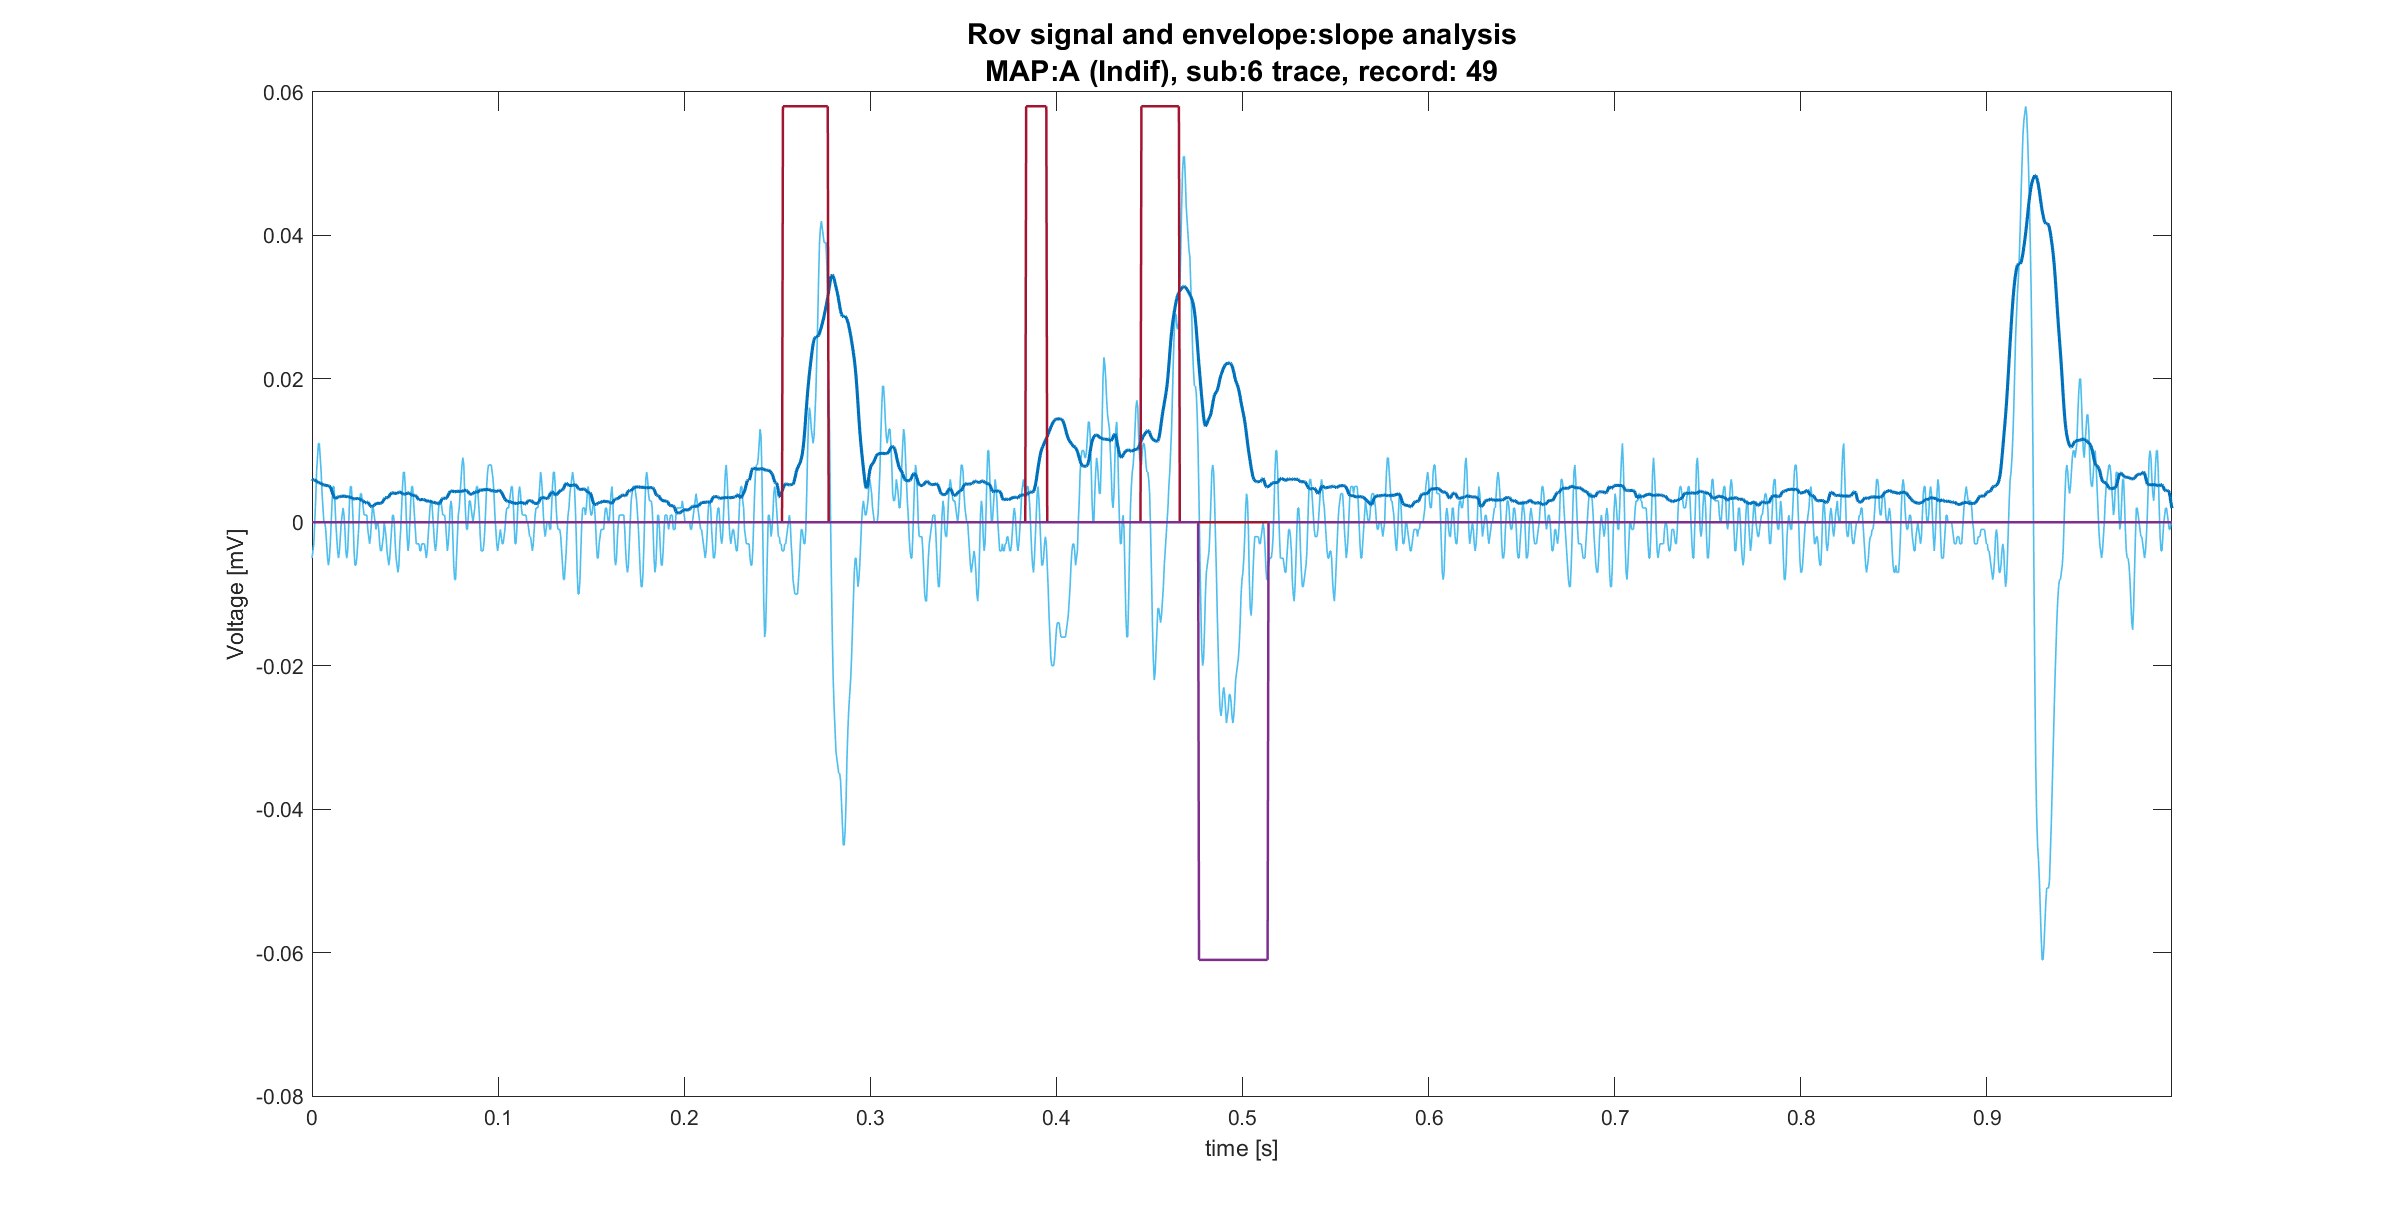 Rov signal and envelope:slope analysis
MAP:A (Indif), sub:6 trace, record: 49
0.06
0.04
0.02
0
-0.02
-0.04
-0.06
-0.08
Voltage [mV]
0 0.1 0.2 0.3 0.4 0.5 0.6 0.7 0.8 0.9
time [s]